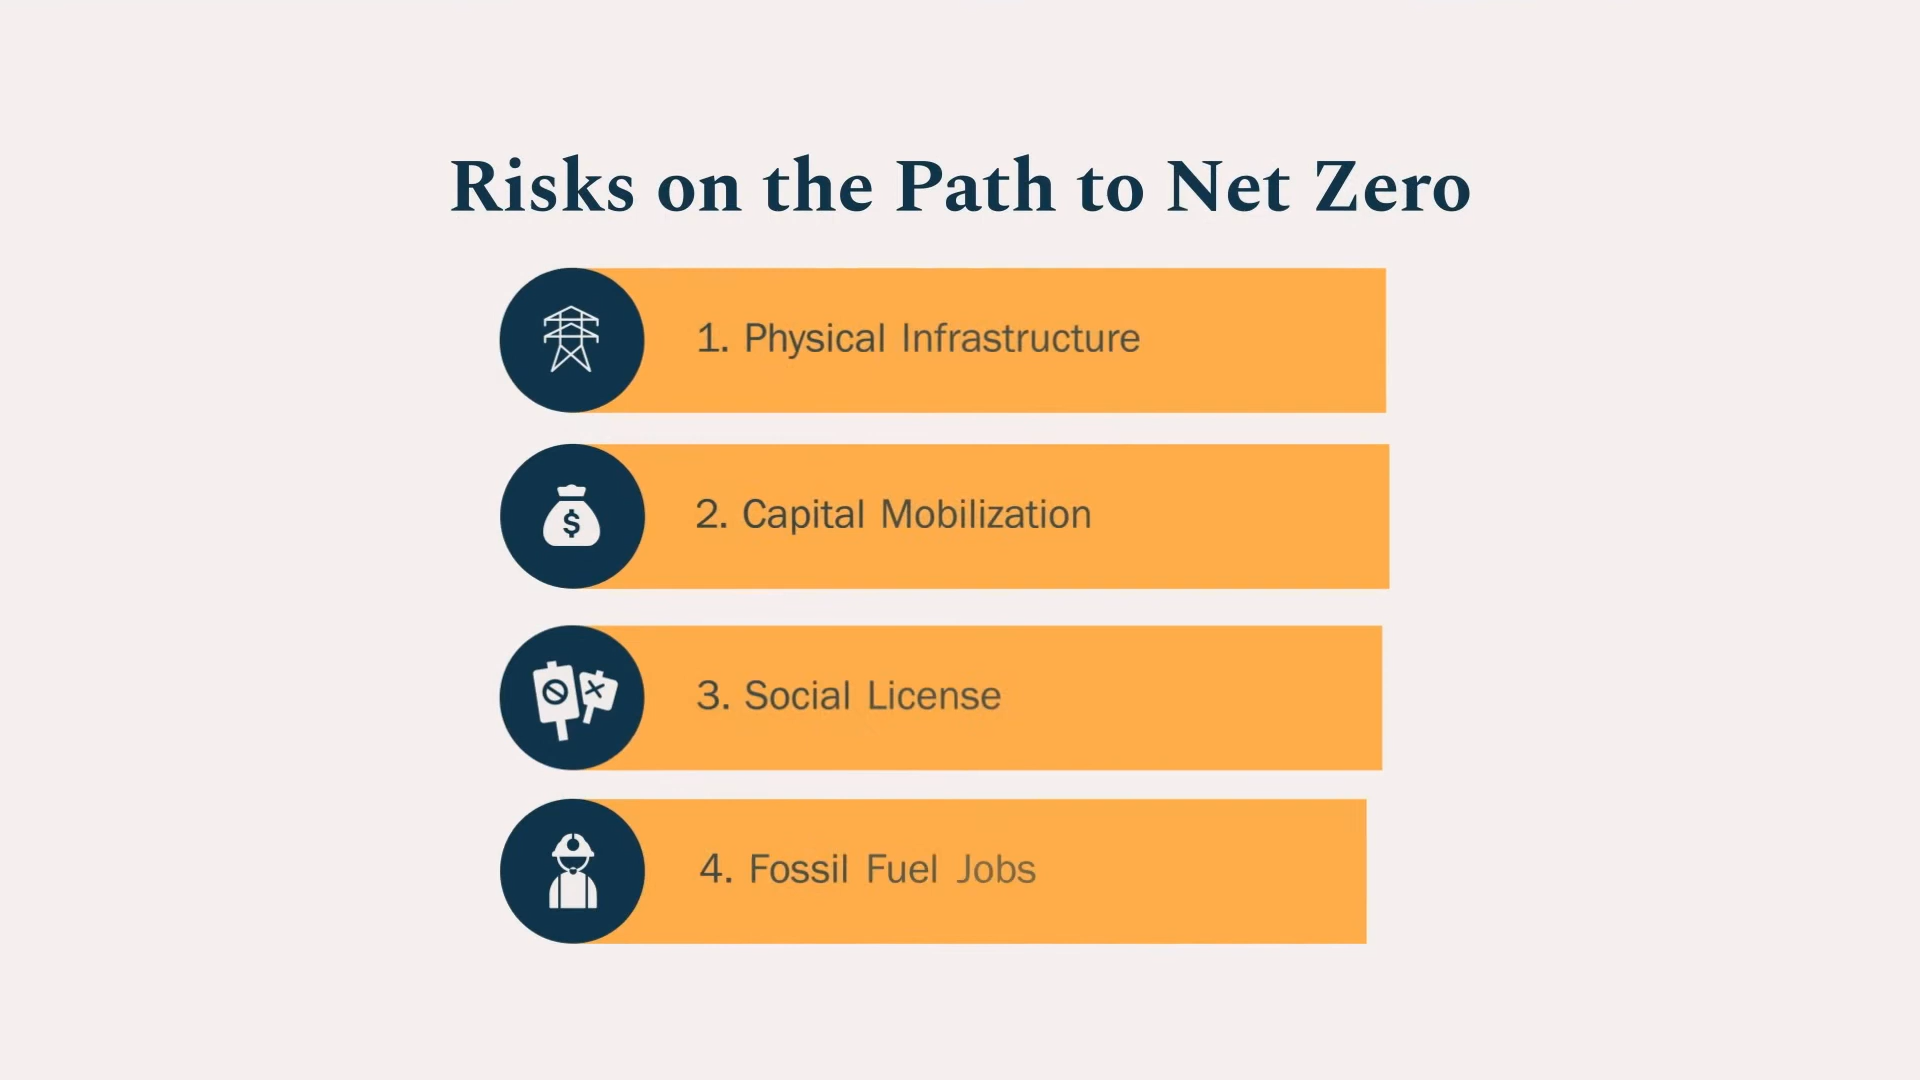 Risks on the Path to Net Zero
1. Physical Infrastructure
$
2. Capital Mobilization
3. Social License
4. Fossil Fuel Jobs